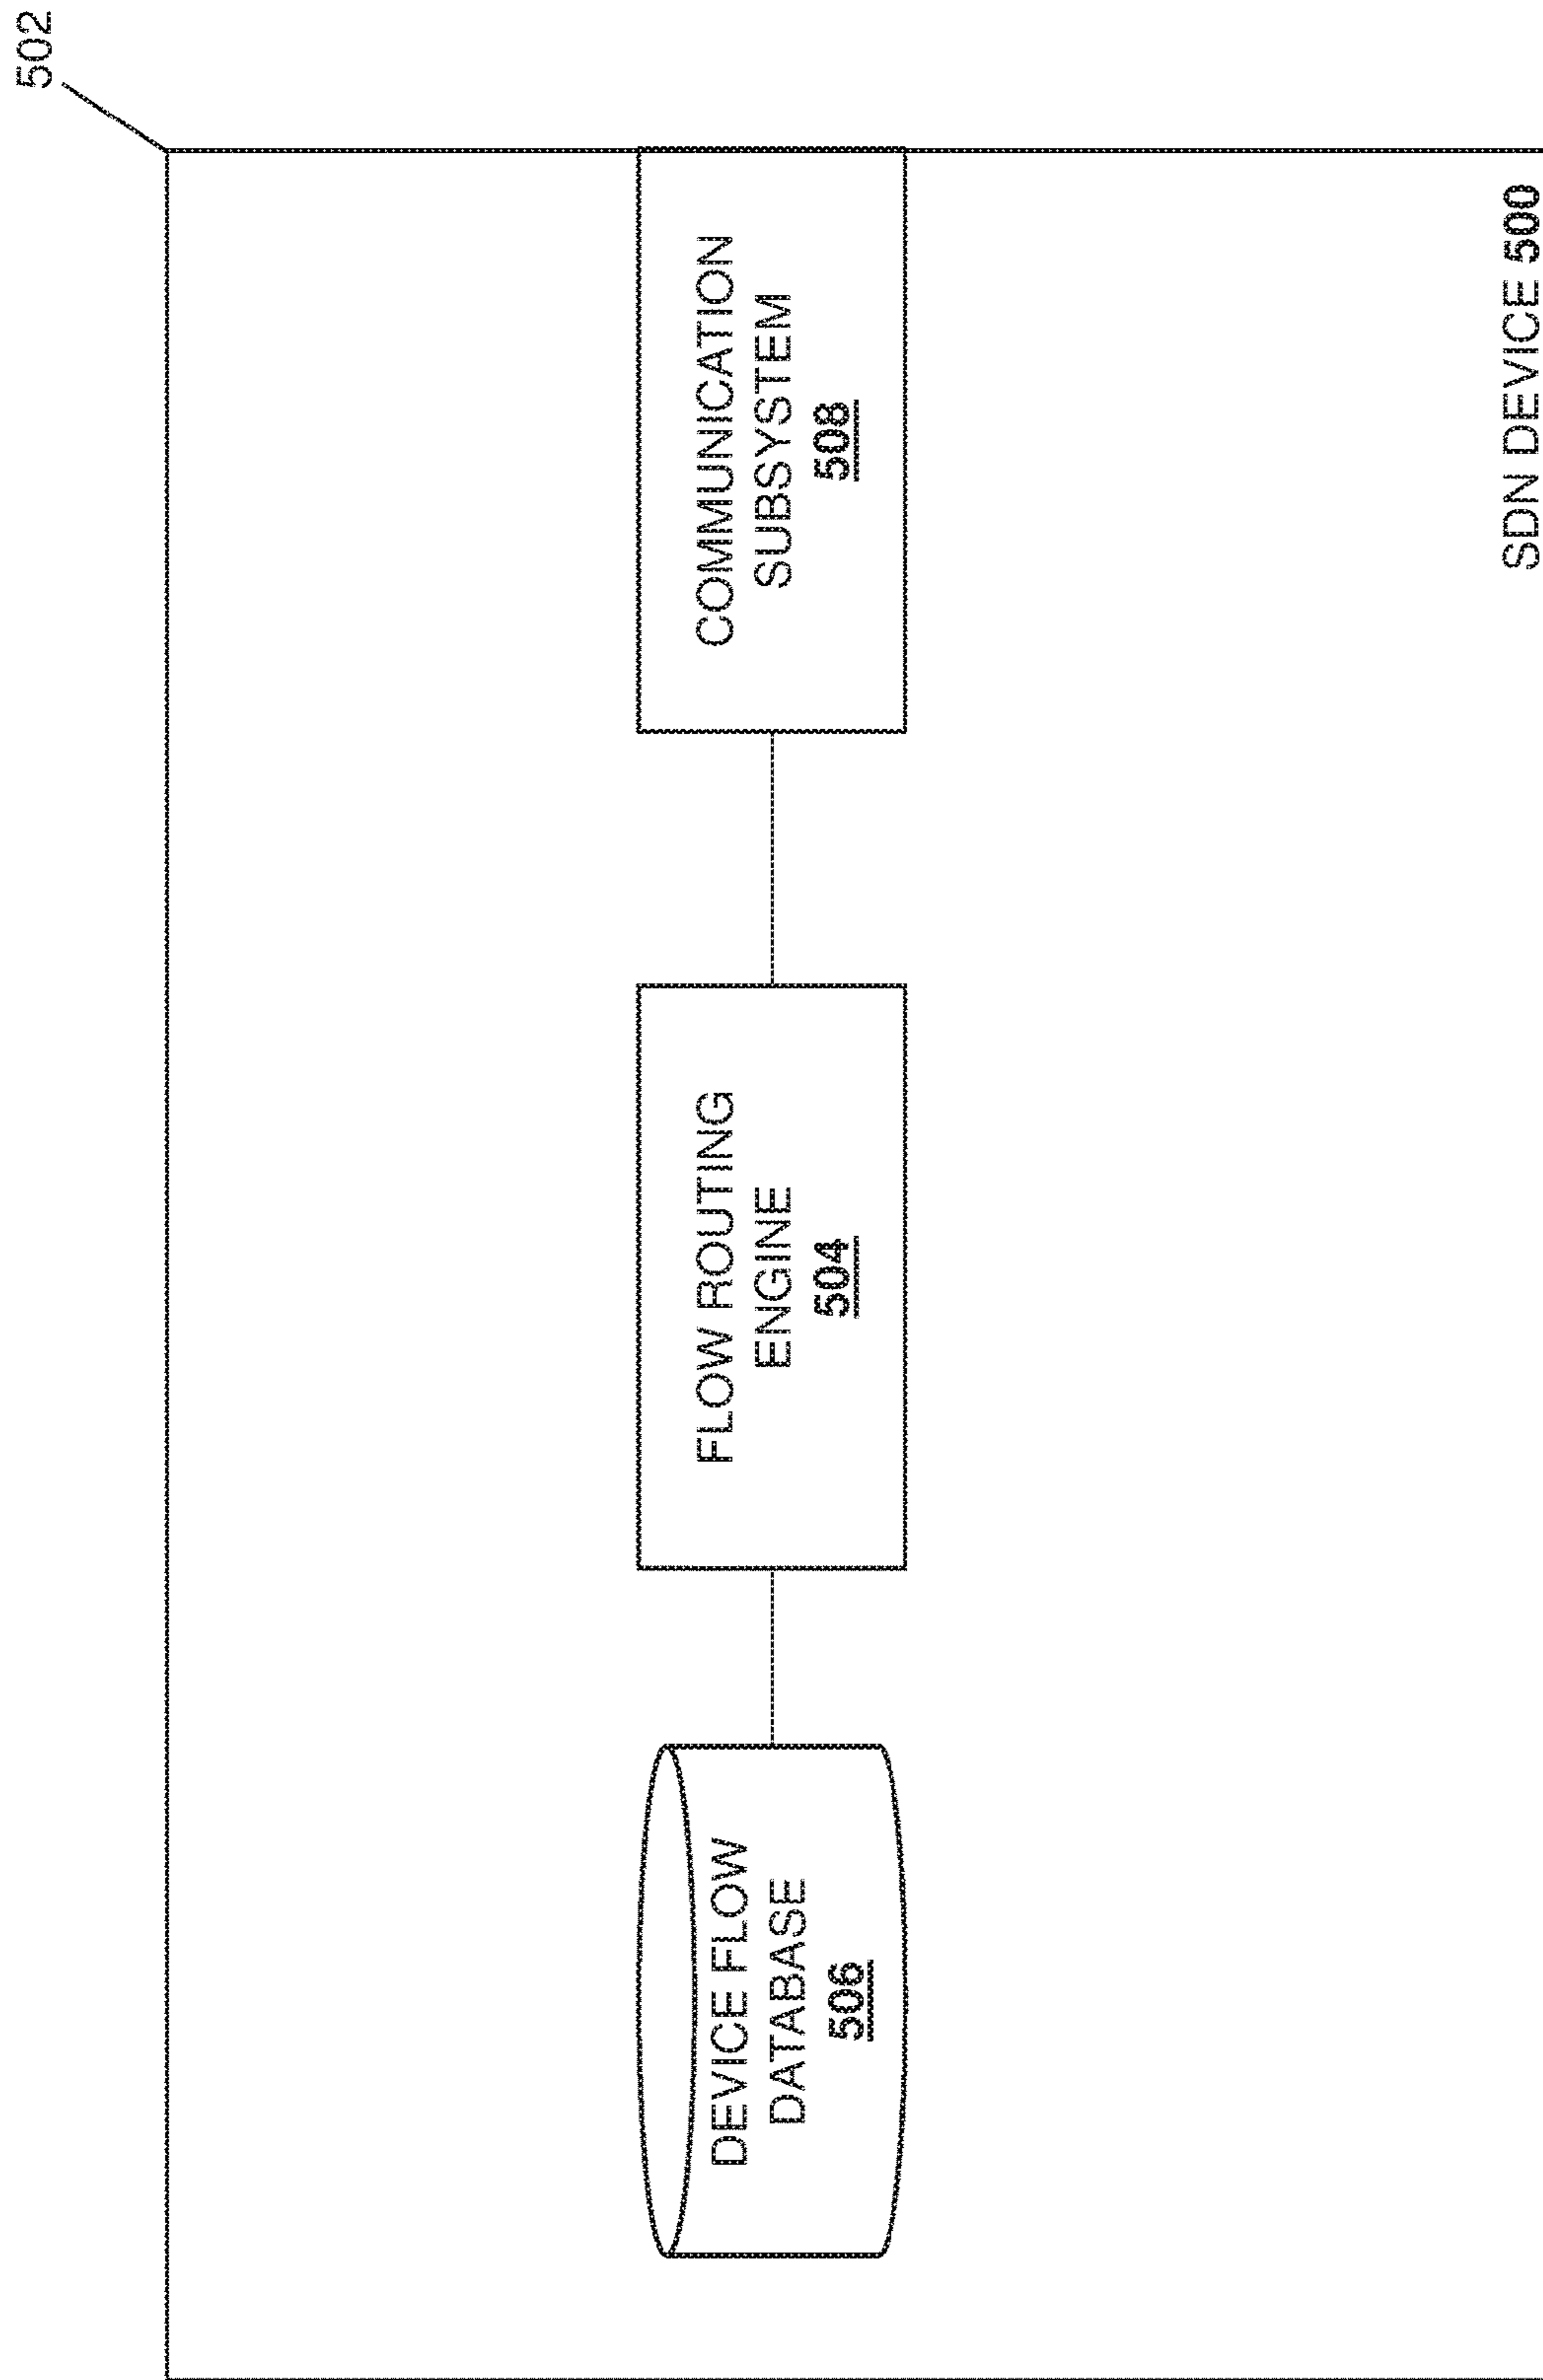 502
DEVICE FLOW
DATABASE
506
FLOW ROUTING
ENGINE
504
COMMUNICATION
SUBSYSTEM
508
SDN DEVICE 500